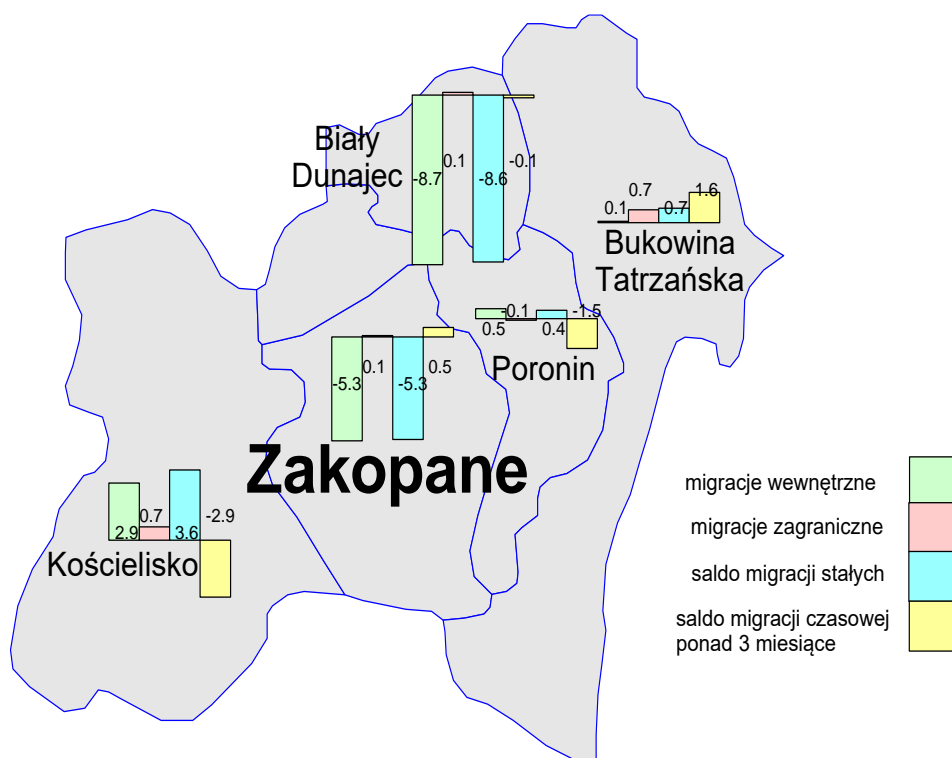 Biały
Dunajec
-8.7
0.1
-8.6
-0.1
0.1
0.7
0.7
1.6
Bukowina
Tatrzańska
0.5
-0.1
0.4
-1.5
Poronin
-5.3
0.1
-5.3
0.5
Zakopane
2.9
0.7
3.6
-2.9
Kościelisko
migracje wewnętrzne
migracje zagraniczne
saldo migracji stałych
saldo migracji czasowej
ponad 3 miesiące